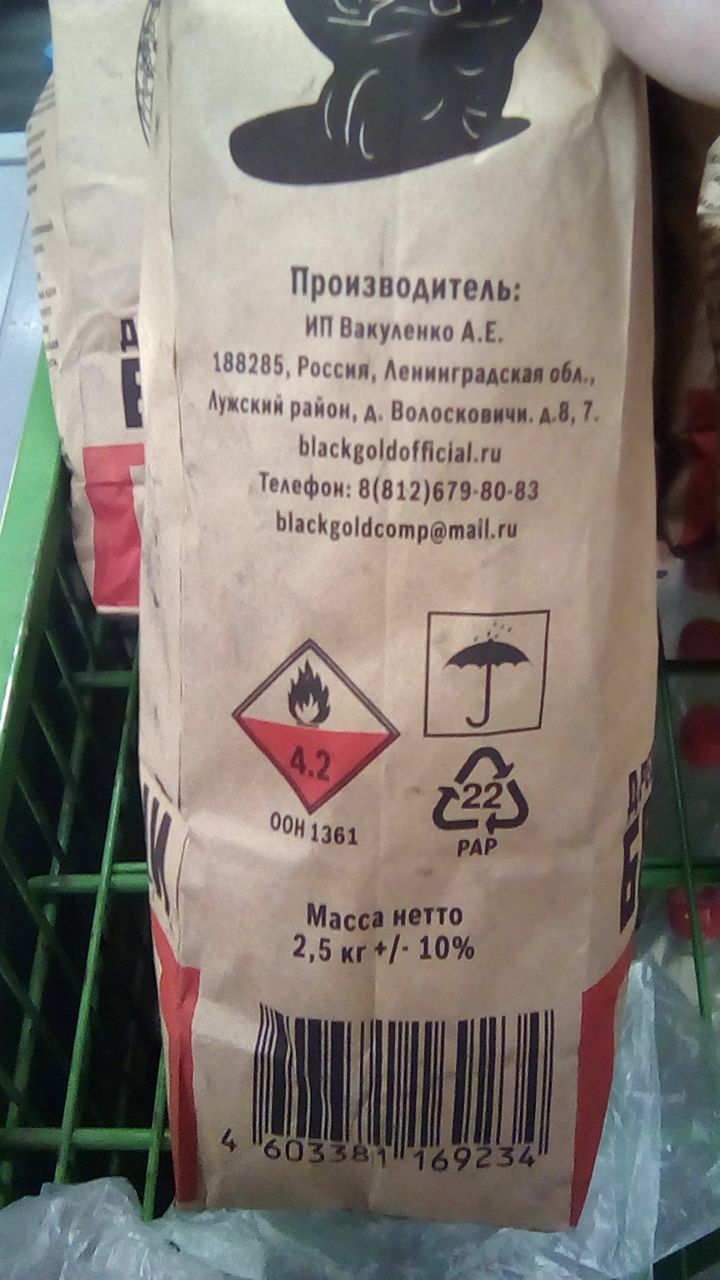 Производитель:
ИП Вакуленко А.Е.
188285, Россия, Ленинградская обл.,
Лужский район, д. Волосковичи. д.8, 7.
blackgoldofficial.ru
Телефон: 8(812)679-80-83
blackgoldcomp@mail.ru
4.2
ООН 1361
22
PAP
Масса нетто
2,5 кг +/- 10%
4 603381 169234